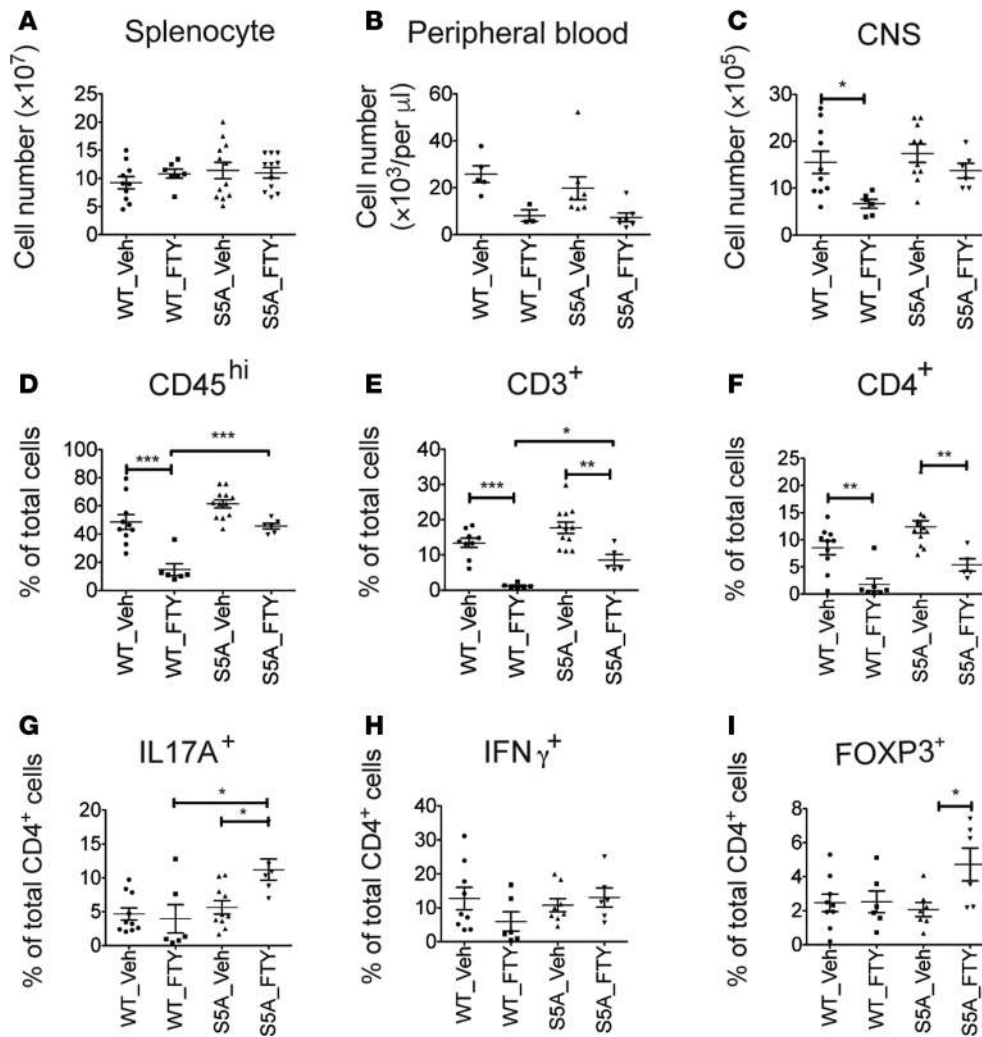 A Splenocyte
Cell number (×10⁷)
25
20
15
10
5
0
WT_Veh
WT_FTY
S5A_Veh
S5A_FTY
B Peripheral blood
Cell number
(×10³/per µl)
60
40
20
0
WT_Veh
WT_FTY
S5A_Veh
S5A_FTY
C CNS
Cell number (×10⁵)
30
20
10
0
*
WT_Veh
WT_FTY
S5A_Veh
S5A_FTY
D CD45hi
% of total cells
100
80
60
40
20
0
***
***
WT_Veh
WT_FTY
S5A_Veh
S5A_FTY
E CD3⁺
% of total cells
40
30
20
10
0
*
***
**
WT_Veh
WT_FTY
S5A_Veh
S5A_FTY
F CD4⁺
% of total cells
25
20
15
10
5
0
**
**
WT_Veh
WT_FTY
S5A_Veh
S5A_FTY
G IL17A⁺
% of total CD4⁺ cells
20
15
10
5
0
*
*
WT_Veh
WT_FTY
S5A_Veh
S5A_FTY
H IFN γ⁺
% of total CD4⁺ cells
40
30
20
10
0
WT_Veh
WT_FTY
S5A_Veh
S5A_FTY
I FOXP3⁺
% of total CD4⁺ cells
8
6
4
2
0
*
WT_Veh
WT_FTY
S5A_Veh
S5A_FTY